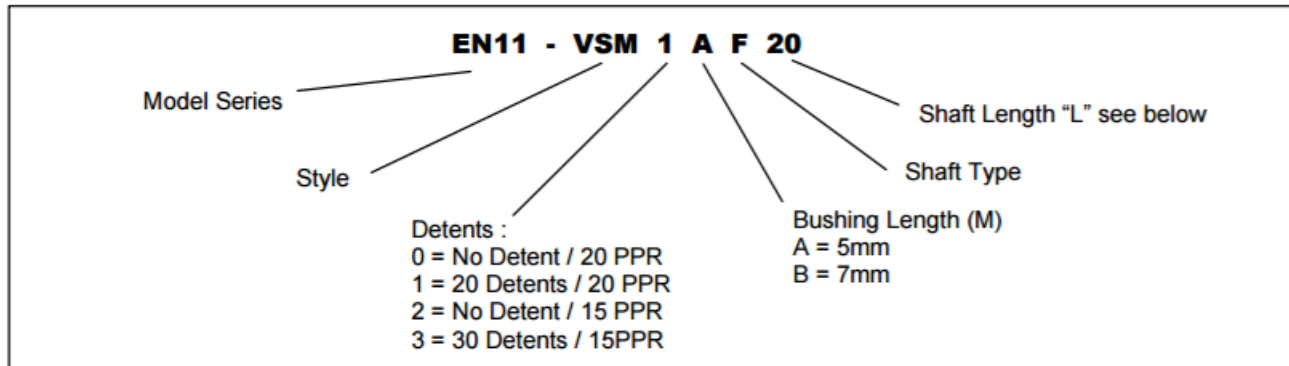 EN11 - VSM 1 A F 20
Model Series
Shaft Length “L” see below
Style
Shaft Type
Detents :
0 = No Detent / 20 PPR
1 = 20 Detents / 20 PPR
2 = No Detent / 15 PPR
3 = 30 Detents / 15PPR
Bushing Length (M)
A = 5mm
B = 7mm